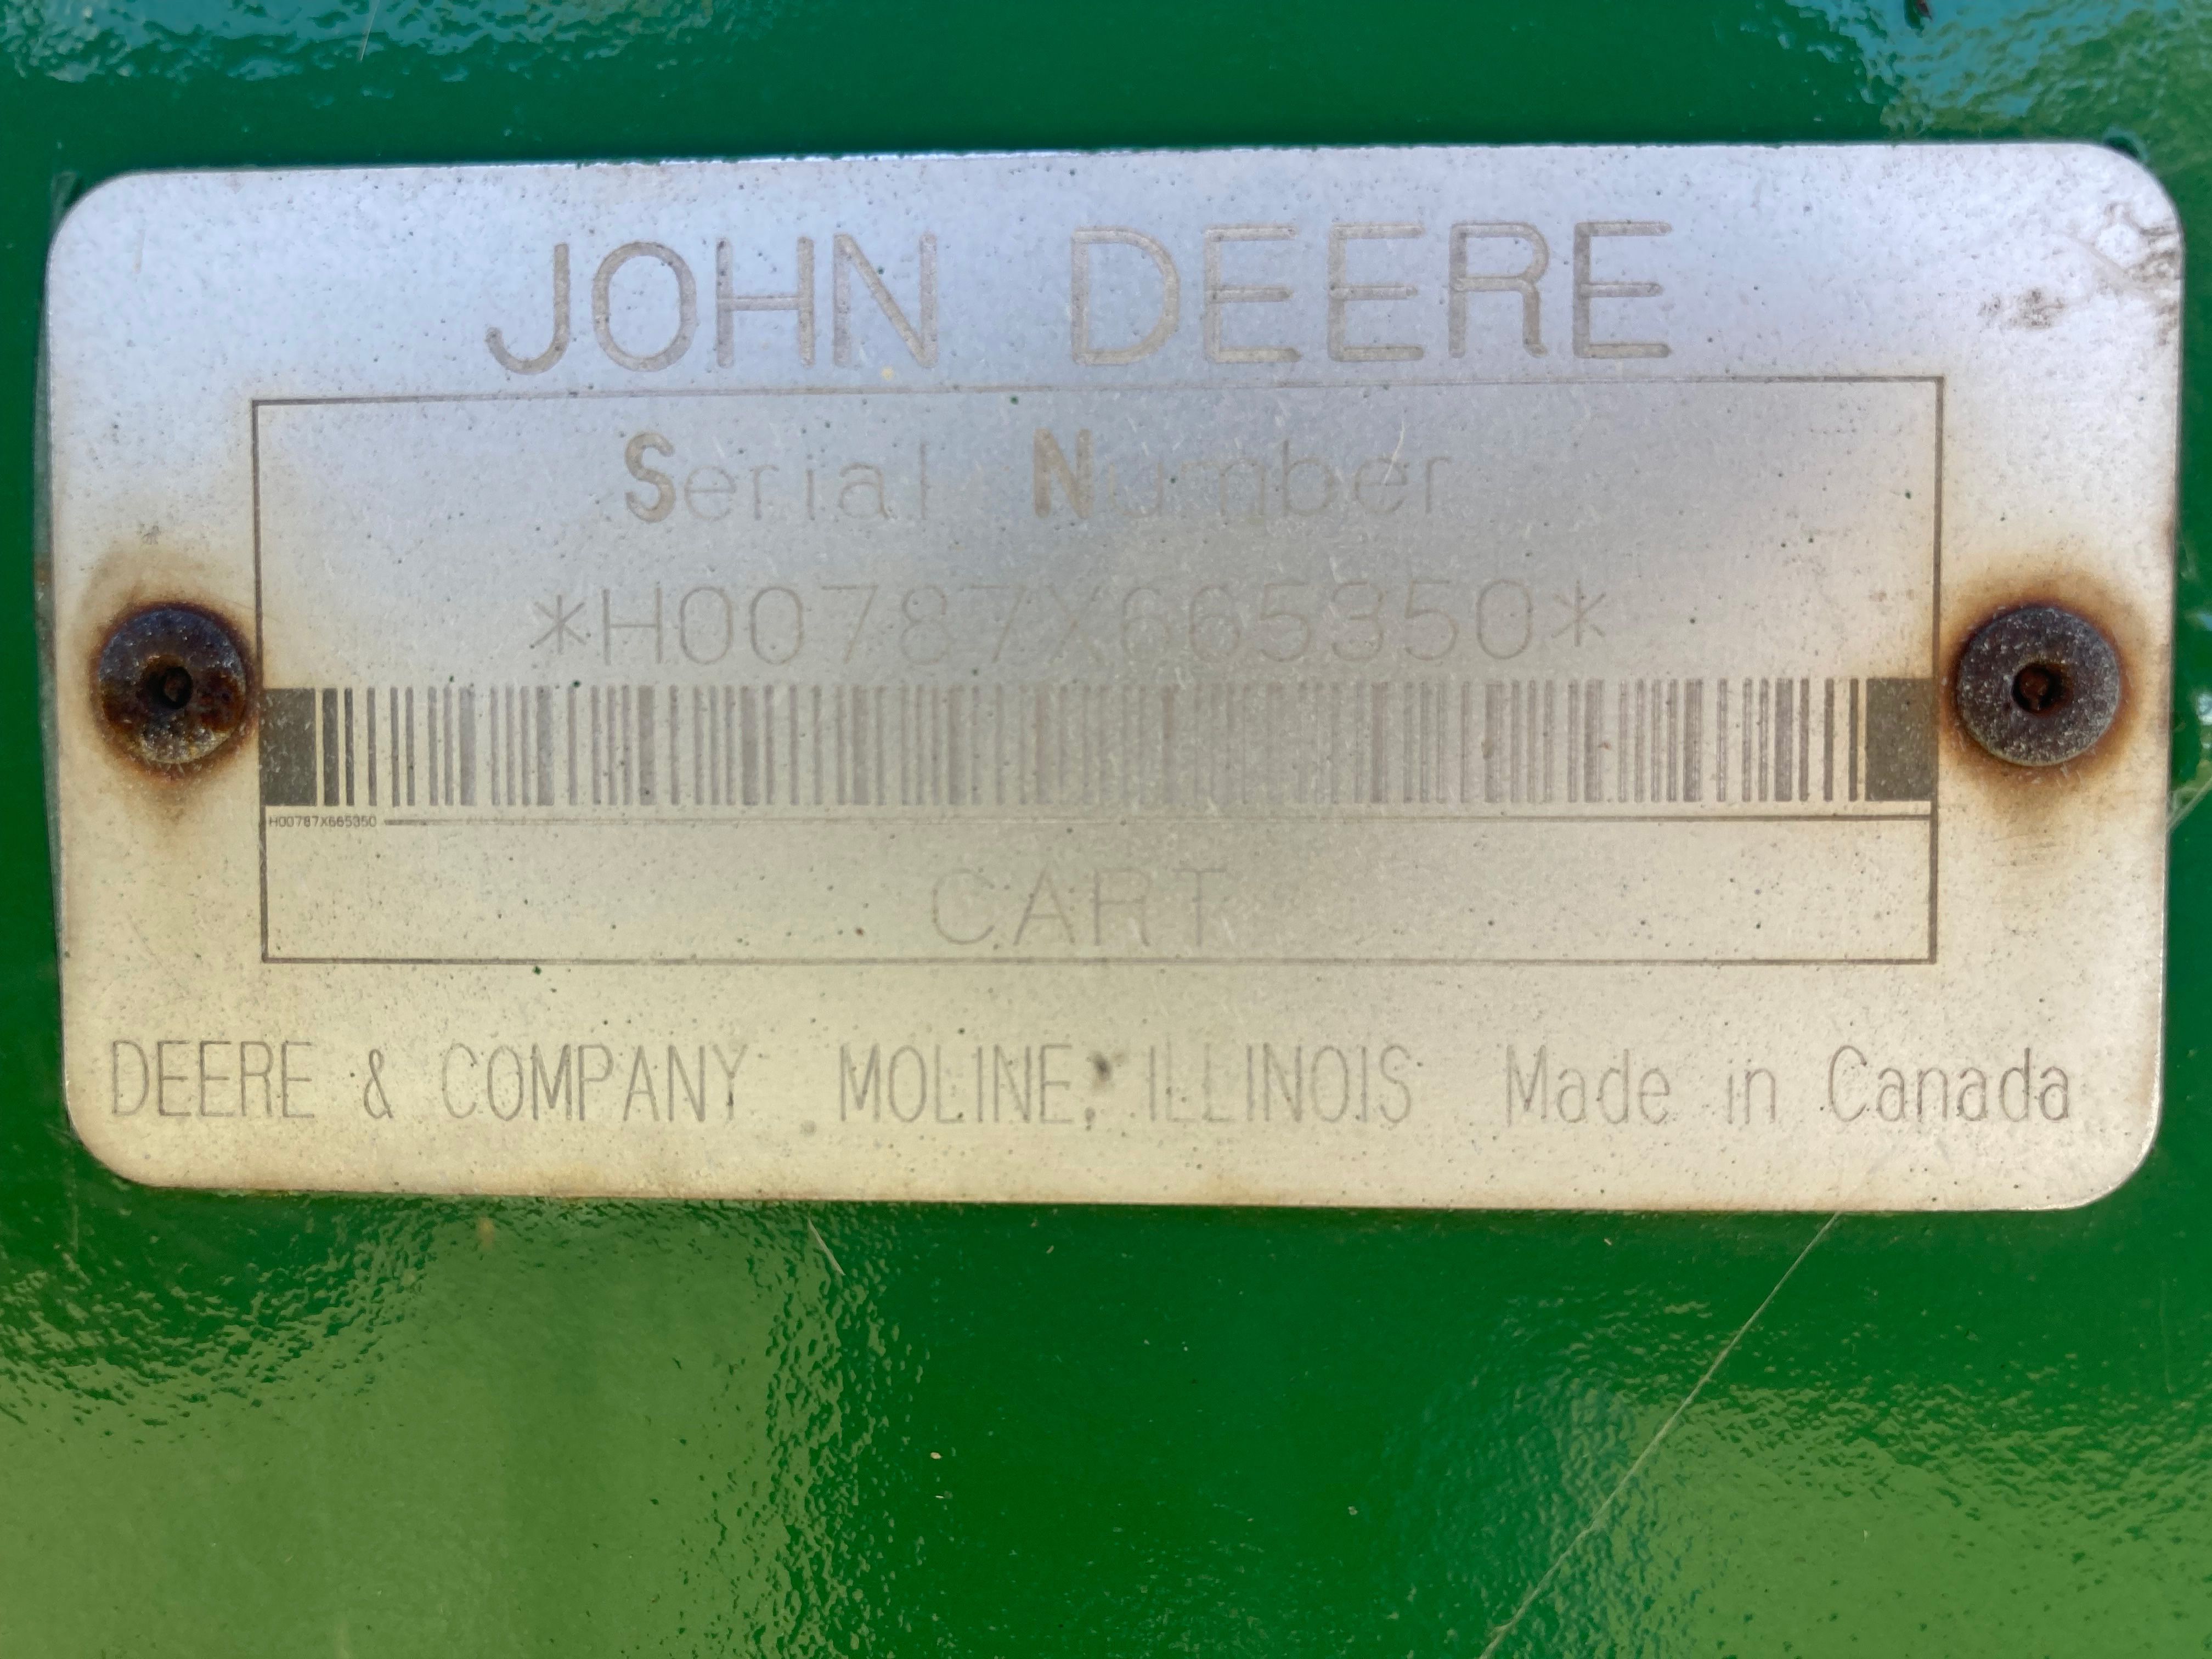 JOHN DEERE
Serial Number
*H00787X665350*
H00787X665350
CART
DEERE & COMPANY MOLINE, ILLINOIS Made in Canada